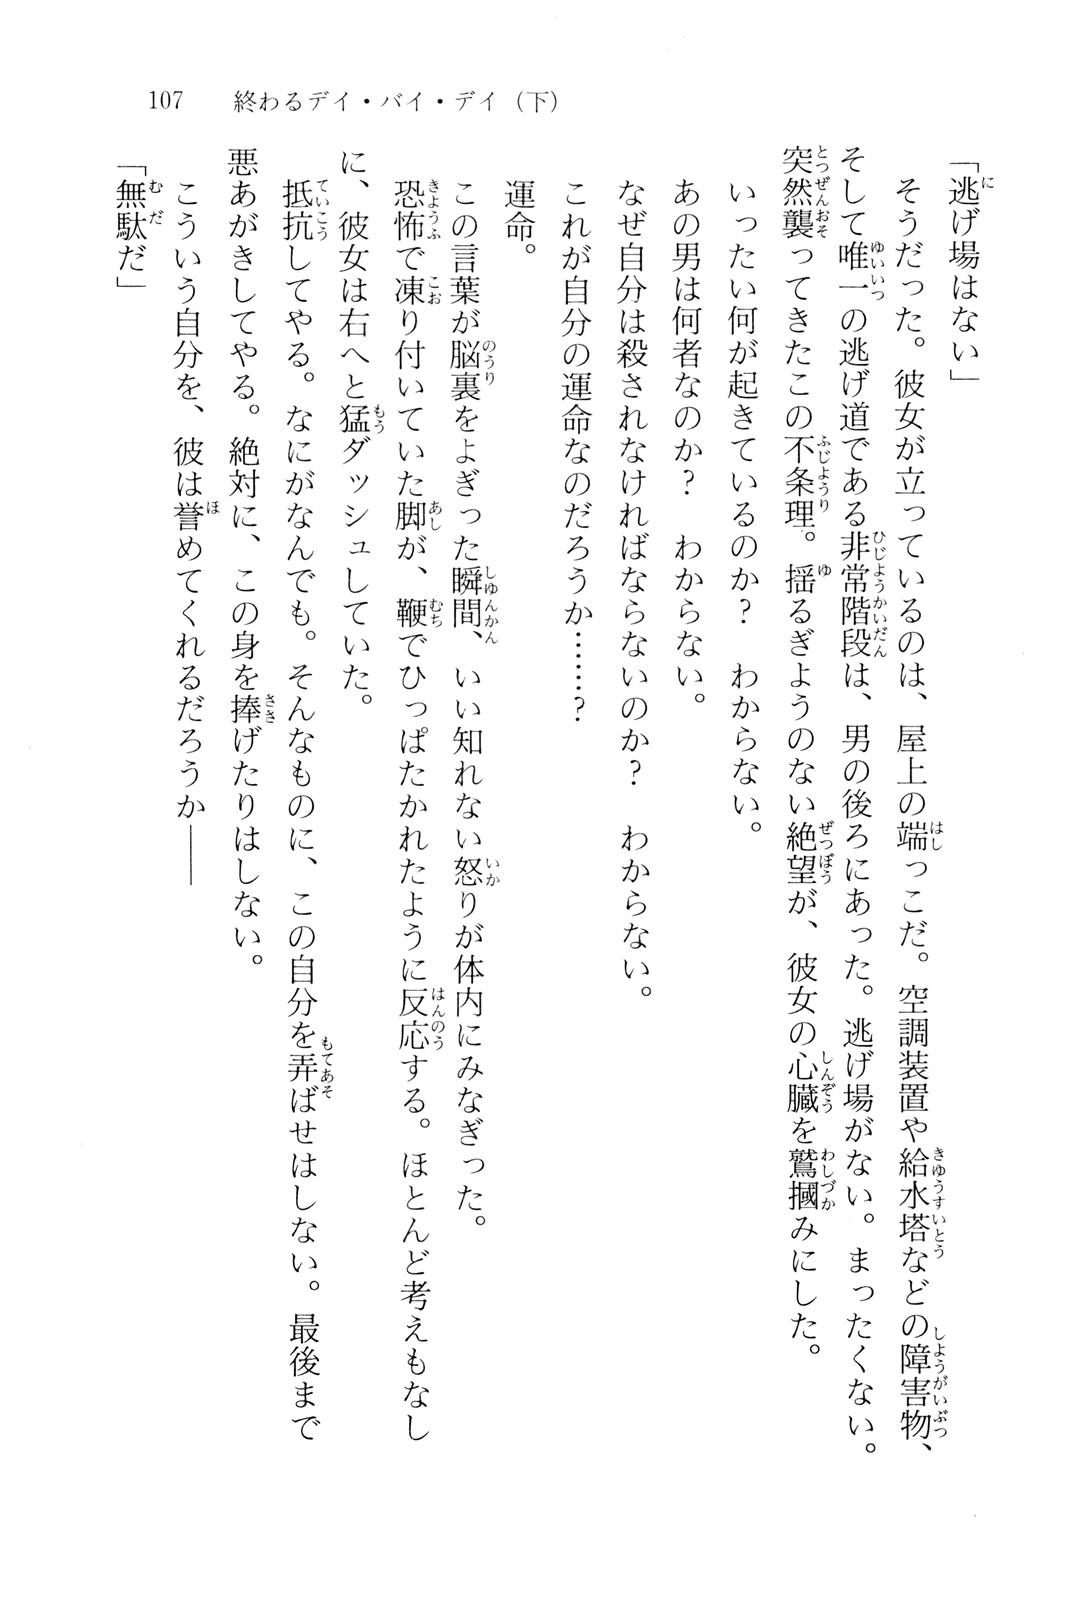 107 終わるデイ・バイ・デイ（下）
「逃げ場はない」
そうだった。彼女が立っているのは、屋上の端っこだ。空調装置や給水塔などの障害物、
そして唯一の逃げ道である非常階段は、男の後ろにあった。逃げ場がない。まったくない。
突然襲ってきたこの不条理。揺るぎようのない絶望が、彼女の心臓を鷲摑みにした。
いったい何が起きているのか？　わからない。
あの男は何者なのか？　わからない。
なぜ自分は殺されなければならないのか？　わからない。
これが自分の運命なのだろうか……？
運命。
この言葉が脳裏をよぎった瞬間、いい知れない怒りが体内にみなぎった。
恐怖で凍り付いていた脚が、鞭でひっぱたかれたように反応する。ほとんど考えもなし
に、彼女は右へと猛ダッシュしていた。
抵抗してやる。なにがなんでも。そんなものに、この自分を弄ばせはしない。最後まで
悪あがきしてやる。絶対に、この身を捧げたりはしない。
こういう自分を、彼は誉めてくれるだろうか――
「無駄だ」